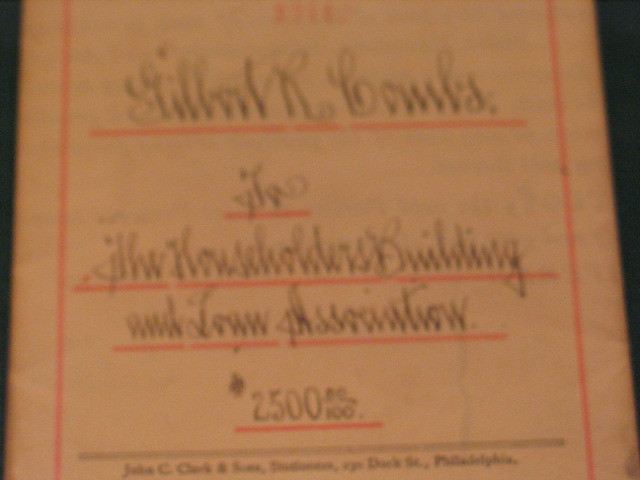 Gilbert R. Combs.
To
The Householders Building
and Loan Association.
$2500 00/100.
John C. Clark & Sons, Stationers, 230 Dock St., Philadelphia.